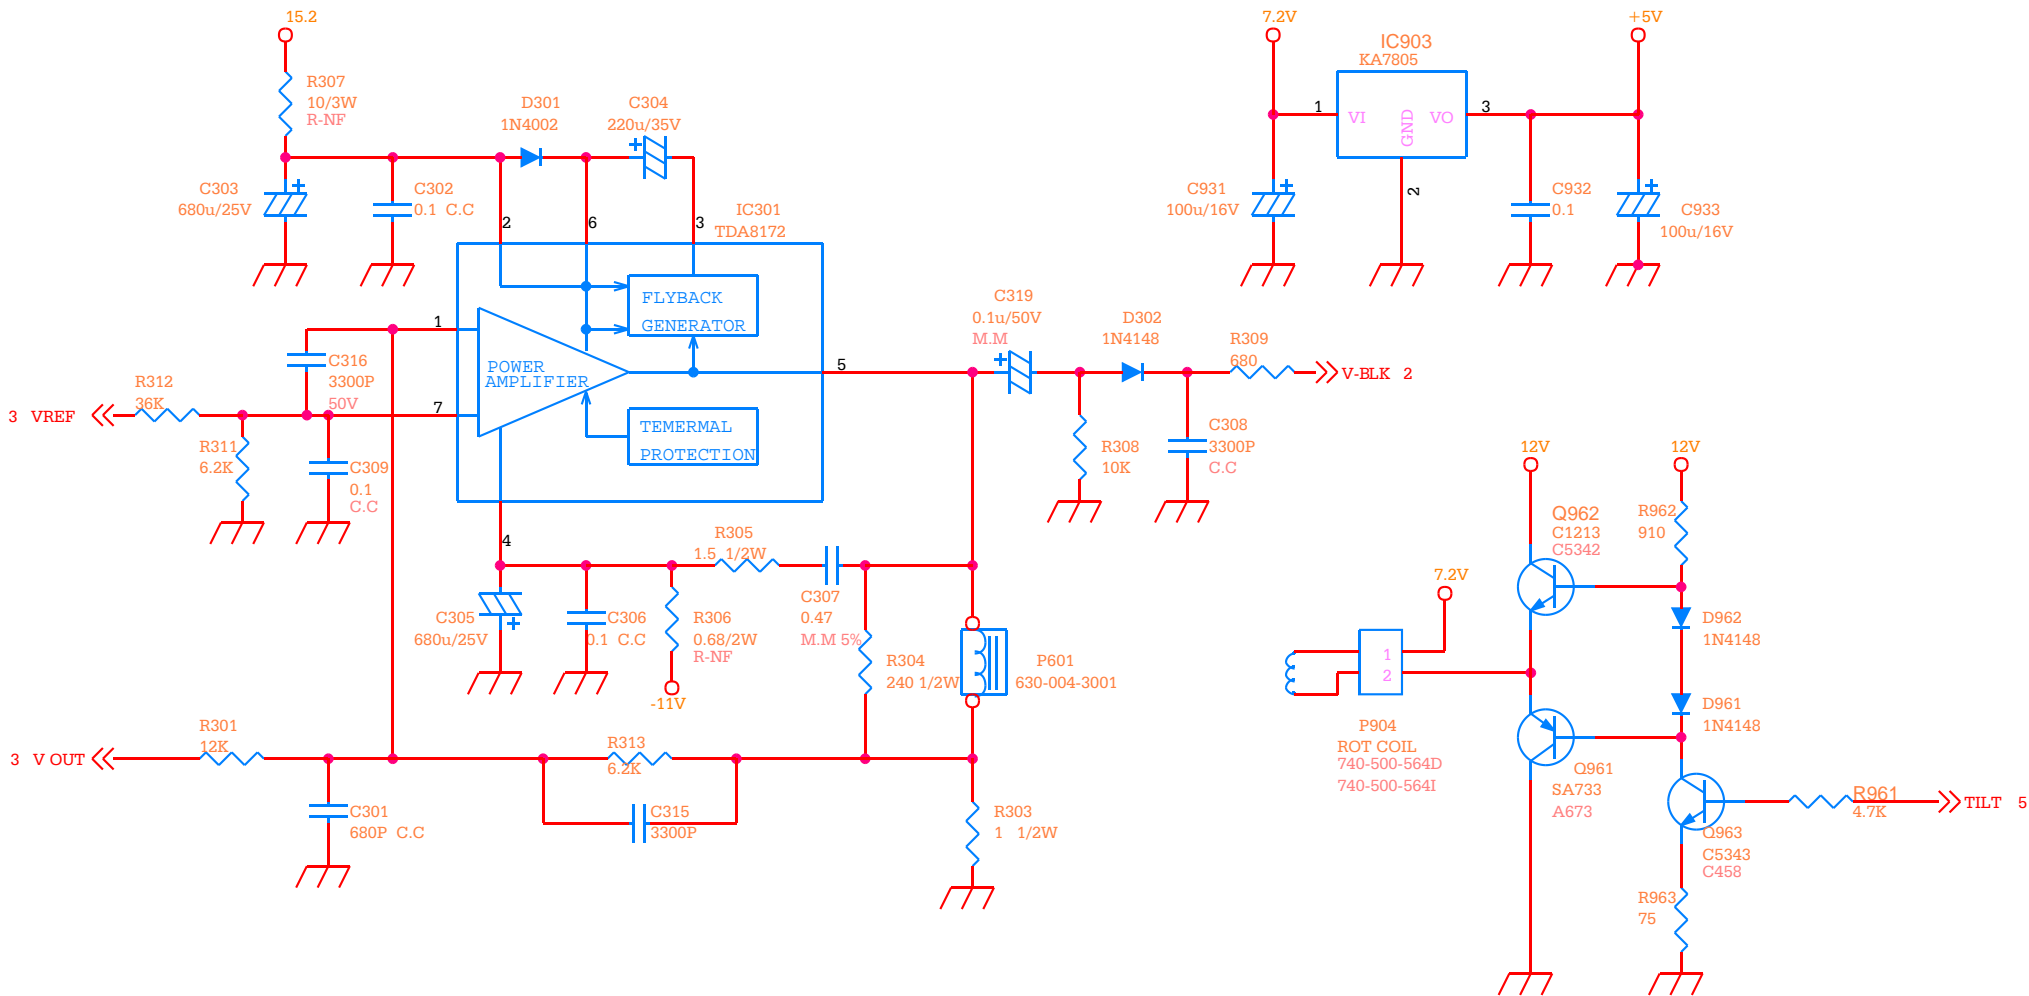 15.2
R307
10/3W
R-NF
D301
1N4002
C304
220u/35V
C303
680u/25V
C302
0.1 C.C
2
6
3
IC301
TDA8172
FLYBACK
GENERATOR
1
C316
3300P
50V
POWER
AMPLIFIER
5
R312
36K
3 VREF
7
R311
6.2K
C309
0.1
C.C
TEMERMAL
PROTECTION
4
C319
0.1u/50V
M.M
D302
1N4148
R309
680
V-BLK 2
R308
10K
C308
3300P
C.C
R305
1.5 1/2W
C307
0.47
M.M 5%
C305
680u/25V
C306
0.1 C.C
R306
0.68/2W
R-NF
-11V
R304
240 1/2W
P601
630-004-3001
R301
12K
3 V OUT
R313
6.2K
C301
680P C.C
C315
3300P
R303
1 1/2W
7.2V
IC903
KA7805
+5V
1
VI
GND
VO
3
2
C931
100u/16V
C932
0.1
C933
100u/16V
12V
12V
Q962
C1213
C5342
R962
910
7.2V
1
2
D962
1N4148
D961
1N4148
P904
ROT COIL
740-500-564D
740-500-564I
Q961
SA733
A673
R961
4.7K
TILT 5
Q963
C5343
C458
R963
75